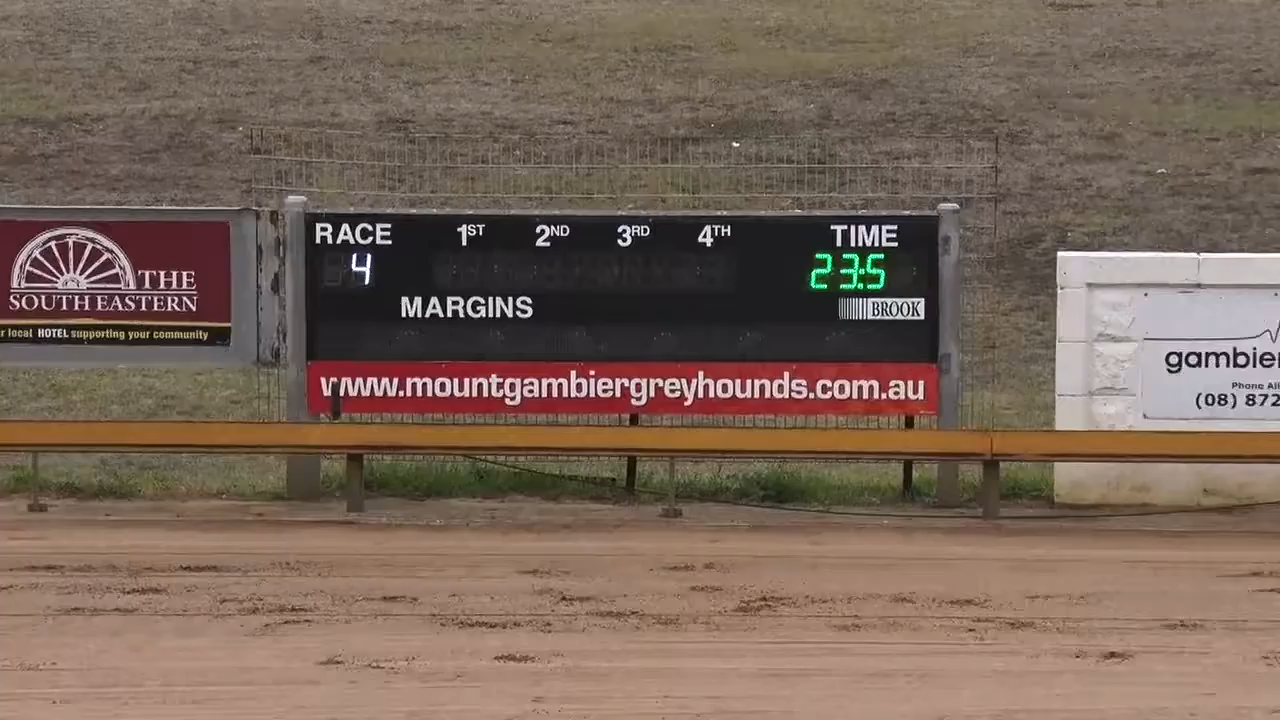 THE
SOUTH EASTERN
r local HOTEL supporting your community
RACE 1ST 2ND 3RD 4TH TIME
4 23.5
MARGINS BROOK
www.mountgambiergreyhounds.com.au
gambier
Phone
(08) 872